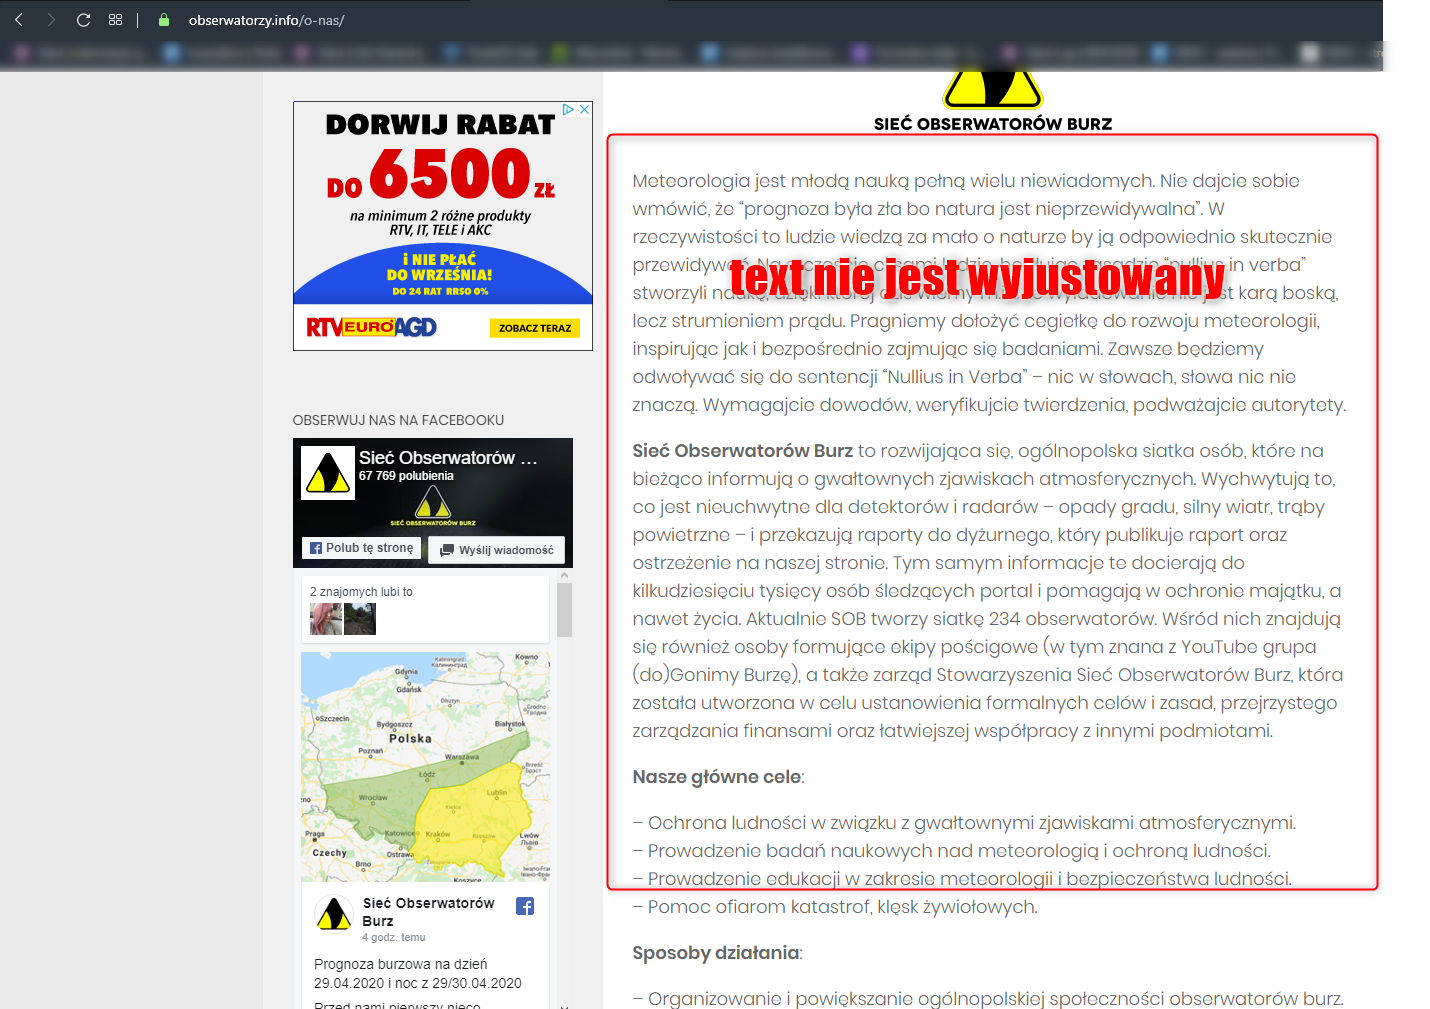 obserwatorzy.info/o-nas/
DORWIJ RABAT
DO 6500 ZŁ
na minimum 2 różne produkty
RTV, IT, TELE i AKC
i NIE PŁAĆ
DO WRZEŚNIA!
DO 24 RAT RRSO 0%
RTV EURO AGD
ZOBACZ TERAZ
OBSERWUJ NAS NA FACEBOOKU
Sieć Obserwatorów ...
67 769 polubienia
SIEĆ OBSERWATORÓW BURZ
Polub tę stronę
Wyślij wiadomość
2 znajomych lubi to
Gdynia
Gdańsk
Kaliningrad
Калининград
Kowno
Olsztyn
Szczecin
Bydgoszcz
Białystok
Poznań
Polska
Warszawa
Łódź
Wrocław
Lublin
Kielce
Praga
Katowice
Kraków
Rzeszów
Lwów
Львів
Czechy
Ostrawa
Brno
Koszyce
Sieć Obserwatorów
Burz
4 godz. temu
Prognoza burzowa na dzień
29.04.2020 i noc z 29/30.04.2020
Przed nami pierwszy nieco
SIEĆ OBSERWATORÓW BURZ
Meteorologia jest młodą nauką pełną wielu niewiadomych. Nie dajcie sobie
wmówić, że “prognoza była zła bo natura jest nieprzewidywalna”. W
rzeczywistości to ludzie wiedzą za mało o naturze by ją odpowiednio skutecznie
in verba”
text nie jest wyjustowany
stworzyli karą boską,
lecz strumieniem prądu. Pragniemy dołożyć cegiełkę do rozwoju meteorologii,
inspirując jak i bezpośrednio zajmując się badaniami. Zawsze będziemy
odwoływać się do sentencji “Nullius in Verba” – nic w słowach, słowa nic nie
znaczą. Wymagajcie dowodów, weryfikujcie twierdzenia, podważajcie autorytety.
Sieć Obserwatorów Burz to rozwijająca się, ogólnopolska siatka osób, które na
bieżąco informują o gwałtownych zjawiskach atmosferycznych. Wychwytują to,
co jest nieuchwytne dla detektorów i radarów – opady gradu, silny wiatr, trąby
powietrzne – i przekazują raporty do dyżurnego, który publikuje raport oraz
ostrzeżenie na naszej stronie. Tym samym informacje te docierają do
kilkudziesięciu tysięcy osób śledzących portal i pomagają w ochronie majątku, a
nawet życia. Aktualnie SOB tworzy siatkę 234 obserwatorów. Wśród nich znajdują
się również osoby formujące ekipy pościgowe (w tym znana z YouTube grupa
(do)Gonimy Burzę), a także zarząd Stowarzyszenia Sieć Obserwatorów Burz, która
została utworzona w celu ustanowienia formalnych celów i zasad, przejrzystego
zarządzania finansami oraz łatwiejszej współpracy z innymi podmiotami.
Nasze główne cele:
– Ochrona ludności w związku z gwałtownymi zjawiskami atmosferycznymi.
– Prowadzenie badań naukowych nad meteorologią i ochroną ludności.
– Prowadzenie edukacji w zakresie meteorologii i bezpieczeństwa ludności.
– Pomoc ofiarom katastrof, klęsk żywiołowych.
Sposoby działania:
– Organizowanie i powiększanie ogólnopolskiej społeczności obserwatorów burz.